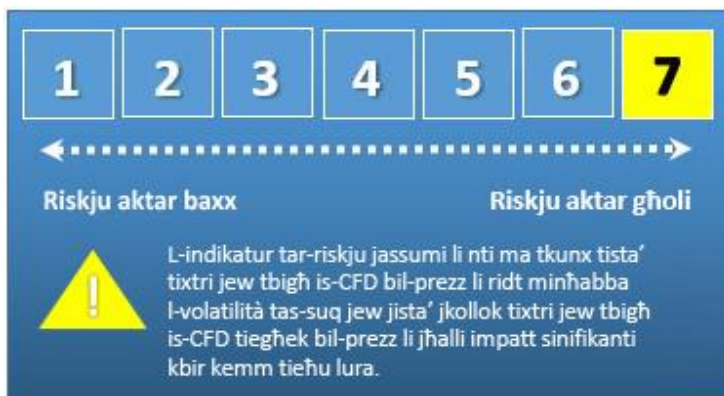 1 2 3 4 5 6 7
Riskju aktar baxx Riskju aktar għoli
!
L-indikatur tar-riskju jassumi li nti ma tkunx tista’
tixtri jew tbigħ is-CFD bil-prezz li ridt minħabba
l-volatilità tas-suq jew jista’ jkollok tixtri jew tbigħ
is-CFD tiegħek bil-prezz li jħalli impatt sinifikanti
kbir kemm tieħu lura.